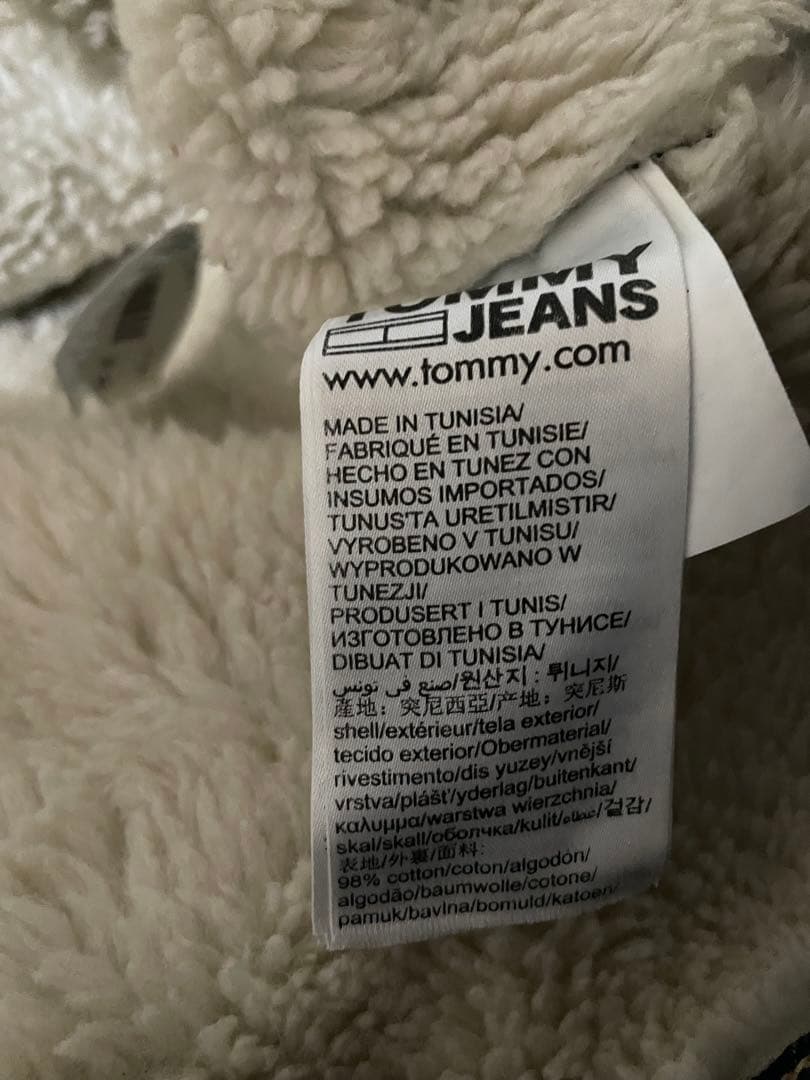 TOMMY
JEANS
www.tommy.com
MADE IN TUNISIA/
FABRIQUÉ EN TUNISIE/
HECHO EN TUNEZ CON
INSUMOS IMPORTADOS/
TUNUS'TA URETILMISTIR/
VYROBENO V TUNISU/
WYPRODUKOWANO W
TUNEZJI/
PRODUSERT I TUNIS/
ИЗГОТОВЛЕНО В ТУНИСЕ/
DIBUAT DI TUNISIA/
صنع في تونس/원산지 : 튀니지/
産地：突尼西亞/产地：突尼斯
shell/extérieur/tela exterior/
tecido exterior/Obermaterial/
rivestimento/dis yuzey/vnější
vrstva/plášť/yderlag/buitenkant/
καλυμμα/warstwa wierzchnia/
skal/skall/оболчка/kulit/غطاء/겉감/
表地/外裏/面料:
98% cotton/coton/algodón/
algodão/baumwolle/cotone/
pamuk/bavlna/bomuld/katoen/